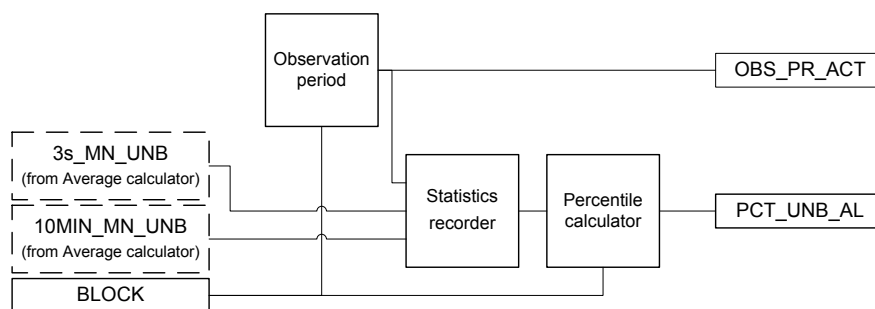 Observation
period
OBS_PR_ACT
3s_MN_UNB
(from Average calculator)
Statistics
recorder
Percentile
calculator
PCT_UNB_AL
10MIN_MN_UNB
(from Average calculator)
BLOCK